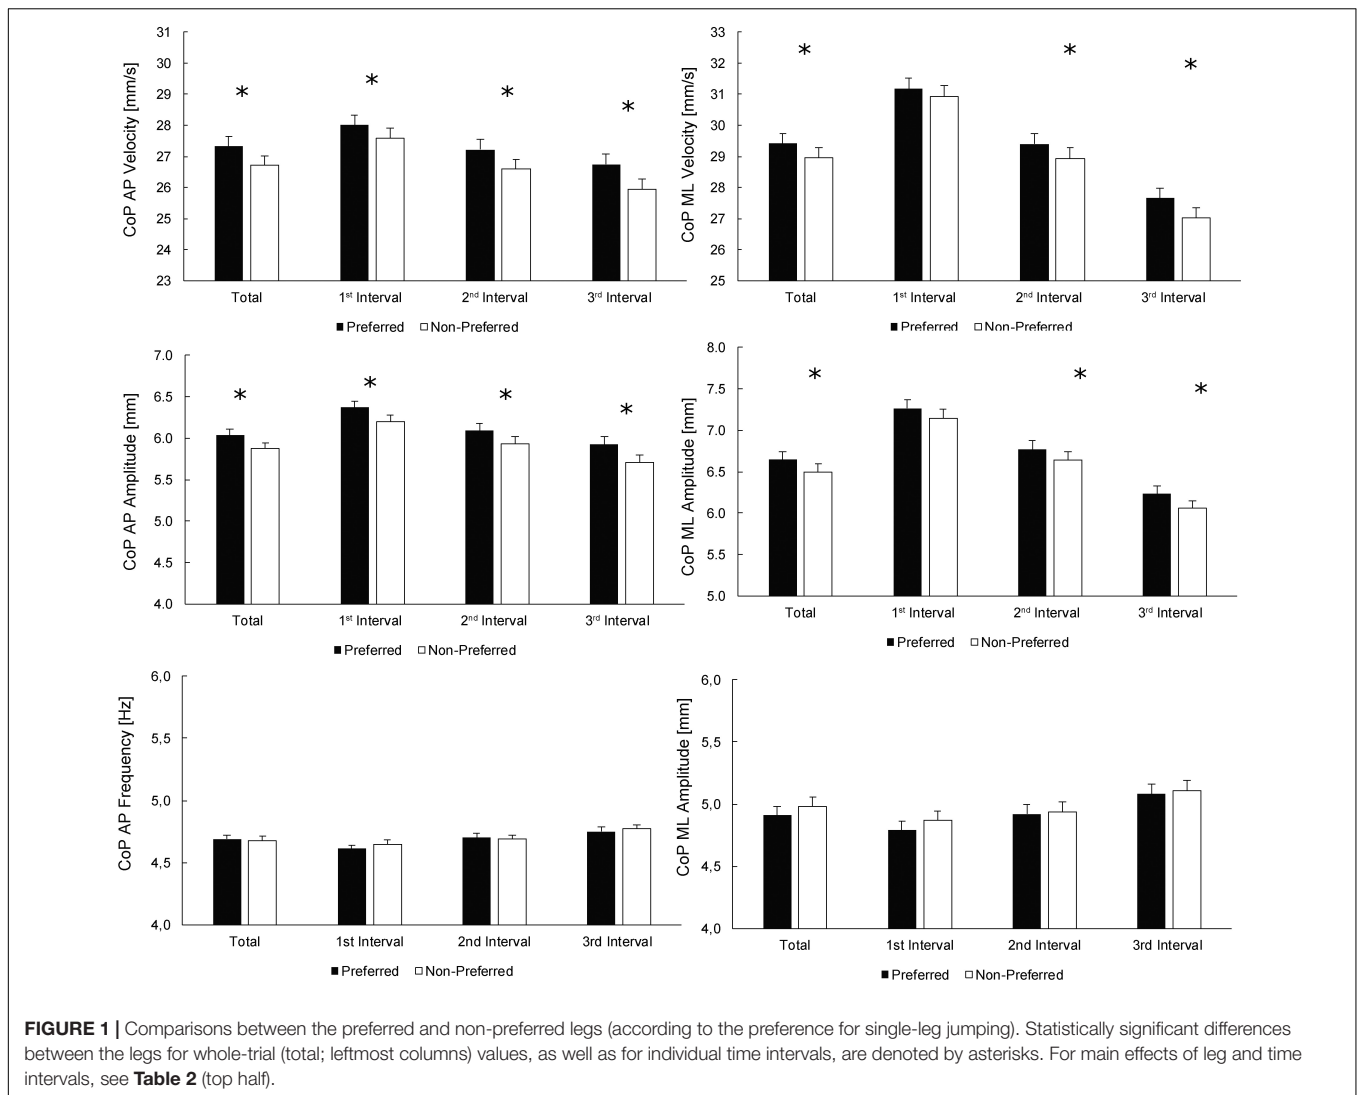 CoP AP Velocity [mm/s]
31
30
29
28
27
26
25
24
23
* * * *
Total 1st Interval 2nd Interval 3rd Interval
Preferred Non-Preferred
CoP ML Velocity [mm/s]
33
32
31
30
29
28
27
26
25
* * *
Total 1st Interval 2nd Interval 3rd Interval
Preferred Non-Preferred
CoP AP Amplitude [mm]
7.0
6.5
6.0
5.5
5.0
4.5
4.0
* * * *
Total 1st Interval 2nd Interval 3rd Interval
Preferred Non-Preferred
CoP ML Amplitude [mm]
8.0
7.5
7.0
6.5
6.0
5.5
5.0
* * *
Total 1st Interval 2nd Interval 3rd Interval
Preferred Non-Preferred
CoP AP Frequency [Hz]
6,0
5,5
5,0
4,5
4,0
Total 1st Interval 2nd Interval 3rd Interval
Preferred Non-Preferred
CoP ML Amplitude [mm]
6,0
5,5
5,0
4,5
4,0
Total 1st Interval 2nd Interval 3rd Interval
Preferred Non-Preferred
FIGURE 1 | Comparisons between the preferred and non-preferred legs (according to the preference for single-leg jumping). Statistically significant differences
between the legs for whole-trial (total; leftmost columns) values, as well as for individual time intervals, are denoted by asterisks. For main effects of leg and time
intervals, see Table 2 (top half).